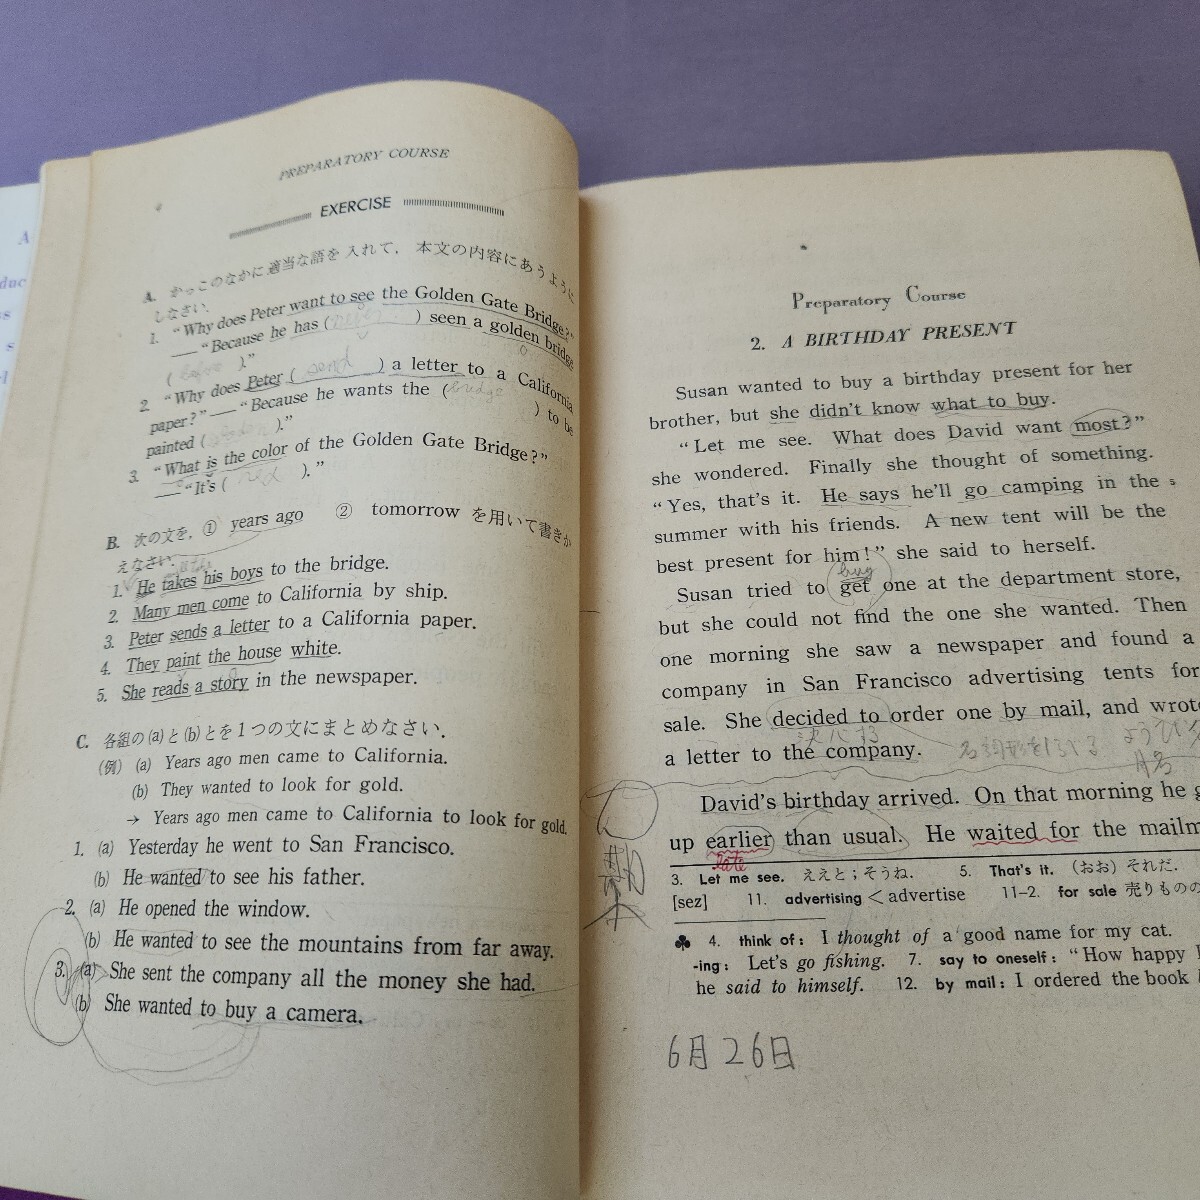 A
duc
s
s
PREPARATORY COURSE
EXERCISE
A. かっこのなかに適当な語を入れて，本文の内容にあうように
しなさい．
1. “Why does Peter want to see the Golden Gate Bridge?”
—“Because he has ( never ) seen a golden bridge
( ).”
2. “Why does Peter ( send ) a letter to a California
paper?”—“Because he wants the ( bridge ) to be
painted ( ).”
3. “What is the color of the Golden Gate Bridge?”
—“It's ( red ).”
B. 次の文を，① years ago ② tomorrow を用いて書きか
えなさい．
1. He takes his boys to the bridge.
2. Many men come to California by ship.
3. Peter sends a letter to a California paper.
4. They paint the house white.
5. She reads a story in the newspaper.
C. 各組の(a)と(b)とを1つの文にまとめなさい．
(例) (a) Years ago men came to California.
(b) They wanted to look for gold.
→ Years ago men came to California to look for gold.
1. (a) Yesterday he went to San Francisco.
(b) He wanted to see his father.
2. (a) He opened the window.
(b) He wanted to see the mountains from far away.
3. (a) She sent the company all the money she had.
(b) She wanted to buy a camera.
Preparatory Course
2. A BIRTHDAY PRESENT
Susan wanted to buy a birthday present for her
brother, but she didn't know what to buy.
“Let me see. What does David want most?”
she wondered. Finally she thought of something.
“Yes, that's it. He says he'll go camping in the 5
summer with his friends. A new tent will be the
best present for him!” she said to herself.
buy
Susan tried to get one at the department store,
but she could not find the one she wanted. Then
one morning she saw a newspaper and found a
company in San Francisco advertising tents for
sale. She decided to order one by mail, and wrote
決心する
a letter to the company.
David's birthday arrived. On that morning he g
up earlier than usual. He waited for the mailm
late
3. Let me see. ええと；そうね． 5. That's it. （おお）それだ．
[sez] 11. advertising < advertise 11-2. for sale 売りものの
♣ 4. think of: I thought of a good name for my cat.
-ing: Let's go fishing. 7. say to oneself: “How happy I
he said to himself. 12. by mail: I ordered the book
6月26日